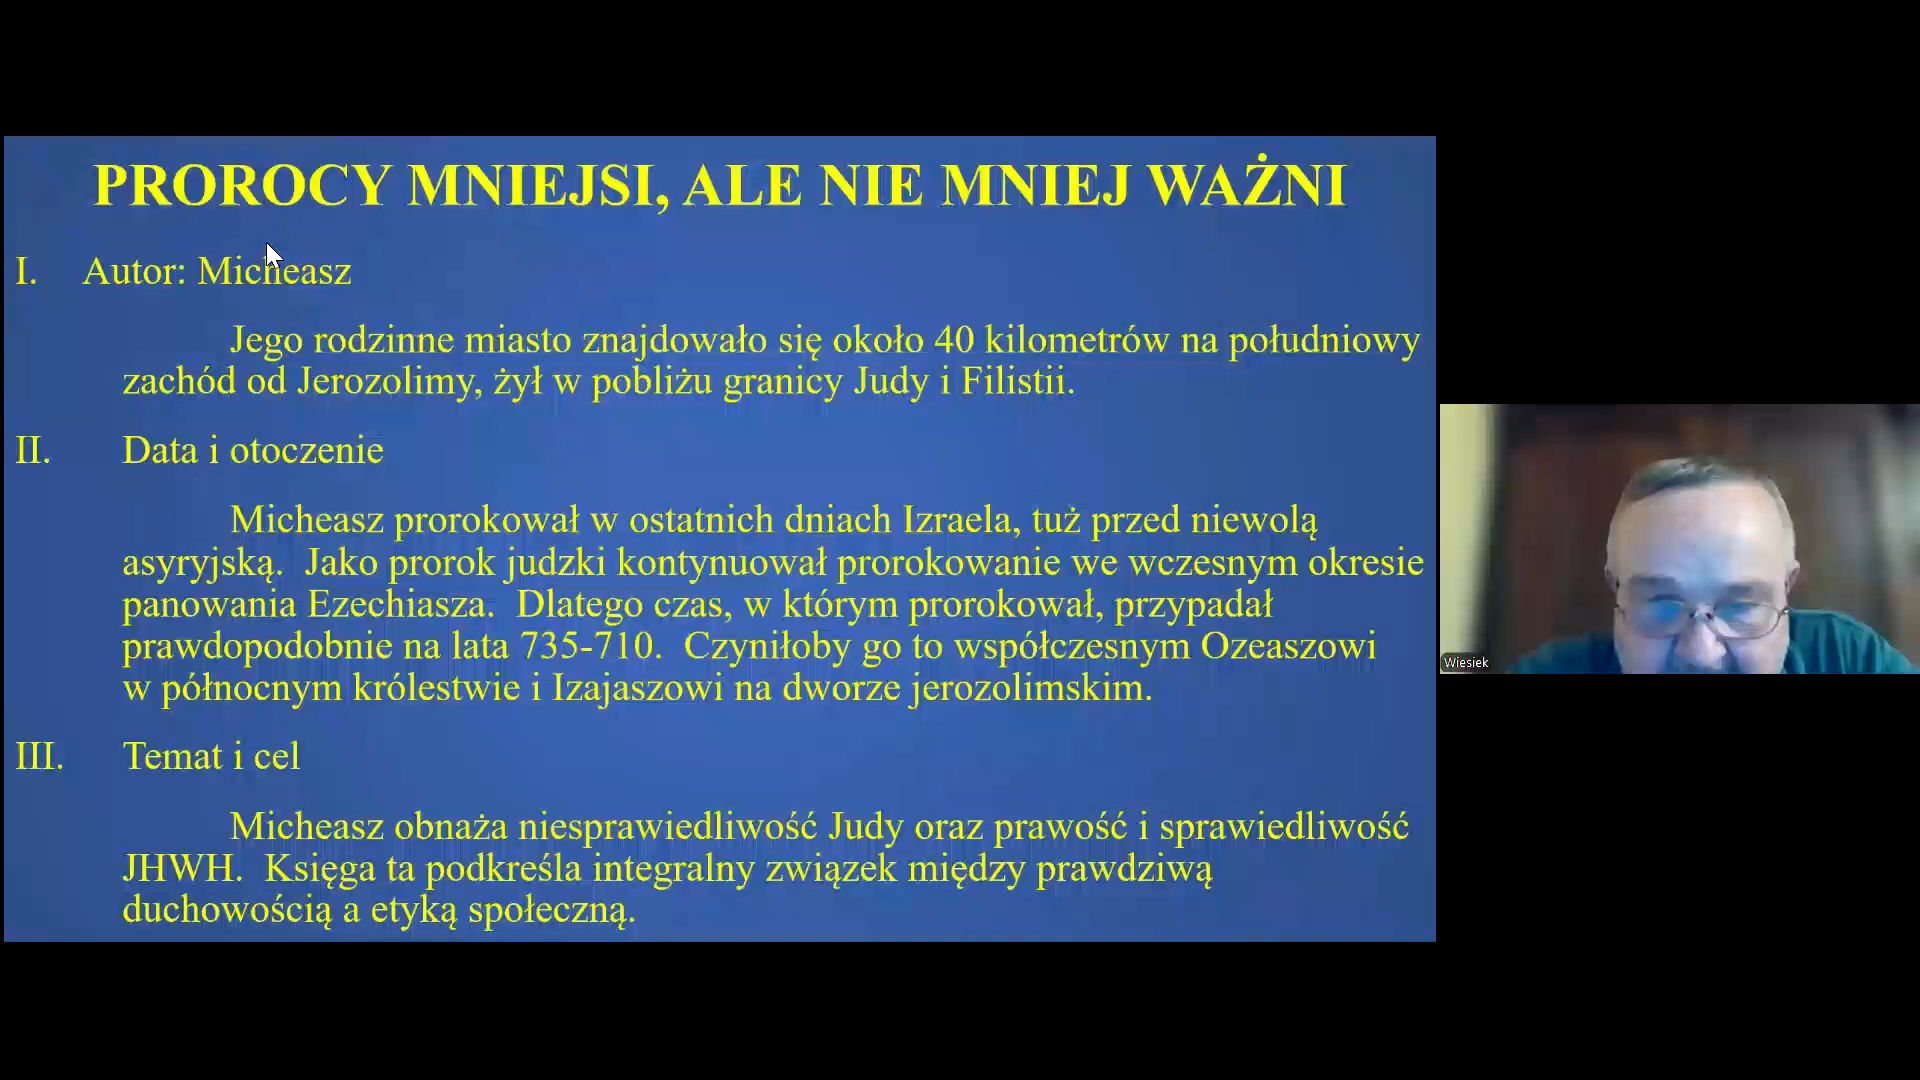 PROROCY MNIEJSI, ALE NIE MNIEJ WAŻNI
I. Autor: Micheasz
Jego rodzinne miasto znajdowało się około 40 kilometrów na południowy
zachód od Jerozolimy, żył w pobliżu granicy Judy i Filistii.
II. Data i otoczenie
Micheasz prorokował w ostatnich dniach Izraela, tuż przed niewolą
asyryjską. Jako prorok judzki kontynuował prorokowanie we wczesnym okresie
panowania Ezechiasza. Dlatego czas, w którym prorokował, przypadał
prawdopodobnie na lata 735-710. Czyniłoby go to współczesnym Ozeaszowi
w północnym królestwie i Izajaszowi na dworze jerozolimskim.
III. Temat i cel
Micheasz obnaża niesprawiedliwość Judy oraz prawość i sprawiedliwość
JHWH. Księga ta podkreśla integralny związek między prawdziwą
duchowością a etyką społeczną.
Wiesiek